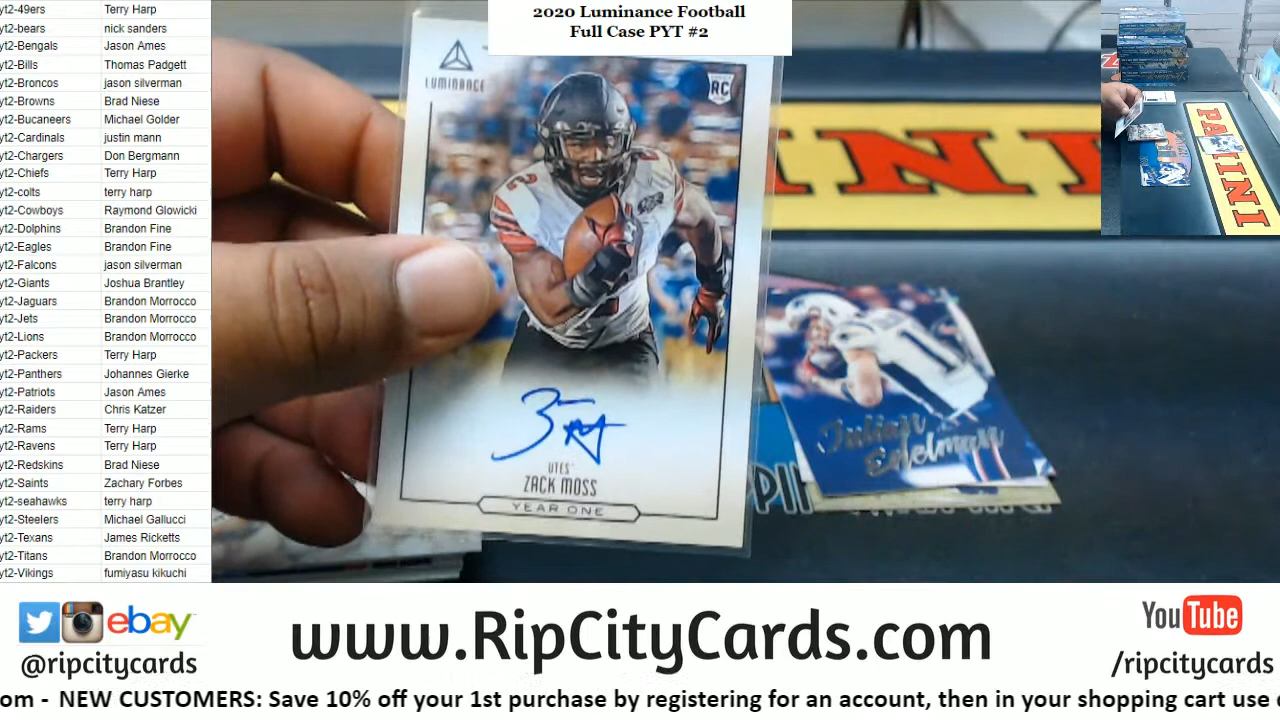 2020 Luminance Football
Full Case PYT #2
yt2-49ers Terry Harp
yt2-bears nick sanders
yt2-Bengals Jason Ames
yt2-Bills Thomas Padgett
yt2-Broncos jason silverman
yt2-Browns Brad Niese
yt2-Bucaneers Michael Golder
yt2-Cardinals justin mann
yt2-Chargers Don Bergmann
yt2-Chiefs Terry Harp
yt2-colts terry harp
yt2-Cowboys Raymond Glowicki
yt2-Dolphins Brandon Fine
yt2-Eagles Brandon Fine
yt2-Falcons jason silverman
yt2-Giants Joshua Brantley
yt2-Jaguars Brandon Morrocco
yt2-Jets Brandon Morrocco
yt2-Lions Brandon Morrocco
yt2-Packers Terry Harp
yt2-Panthers Johannes Gierke
yt2-Patriots Jason Ames
yt2-Raiders Chris Katzer
yt2-Rams Terry Harp
yt2-Ravens Terry Harp
yt2-Redskins Brad Niese
yt2-Saints Zachary Forbes
yt2-seahawks terry harp
yt2-Steelers Michael Gallucci
yt2-Texans James Ricketts
yt2-Titans Brandon Morrocco
yt2-Vikings fumiyasu kikuchi
UMINANCE
RC
2
UTES
ZACK MOSS
YEAR ONE
INI
PANINI
Julian
Edelman
ebay
@ripcitycards
www.RipCityCards.com
YouTube
/ripcitycards
om - NEW CUSTOMERS: Save 10% off your 1st purchase by registering for an account, then in your shopping cart use